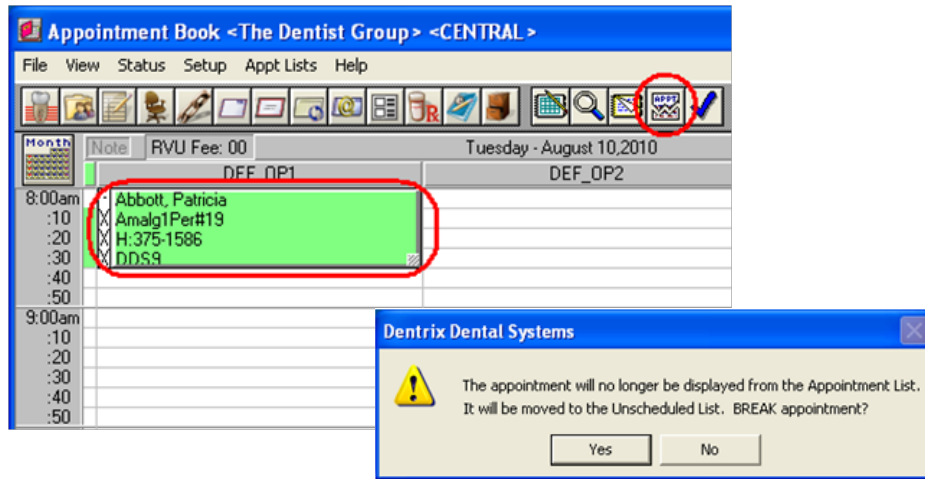 Appointment Book <The Dentist Group> <CENTRAL>
File View Status Setup Appt Lists Help
R APPT
Month Note RVU Fee: 00 Tuesday - August 10,2010
DEF_OP1 DEF_OP2
8:00am Abbott, Patricia
:10 X Amalg1Per#19
:20 X H:375-1586
:30 X DDS9
:40
:50
9:00am
:10
:20
:30
:40
:50
Dentrix Dental Systems
The appointment will no longer be displayed from the Appointment List.
It will be moved to the Unscheduled List. BREAK appointment?
Yes No